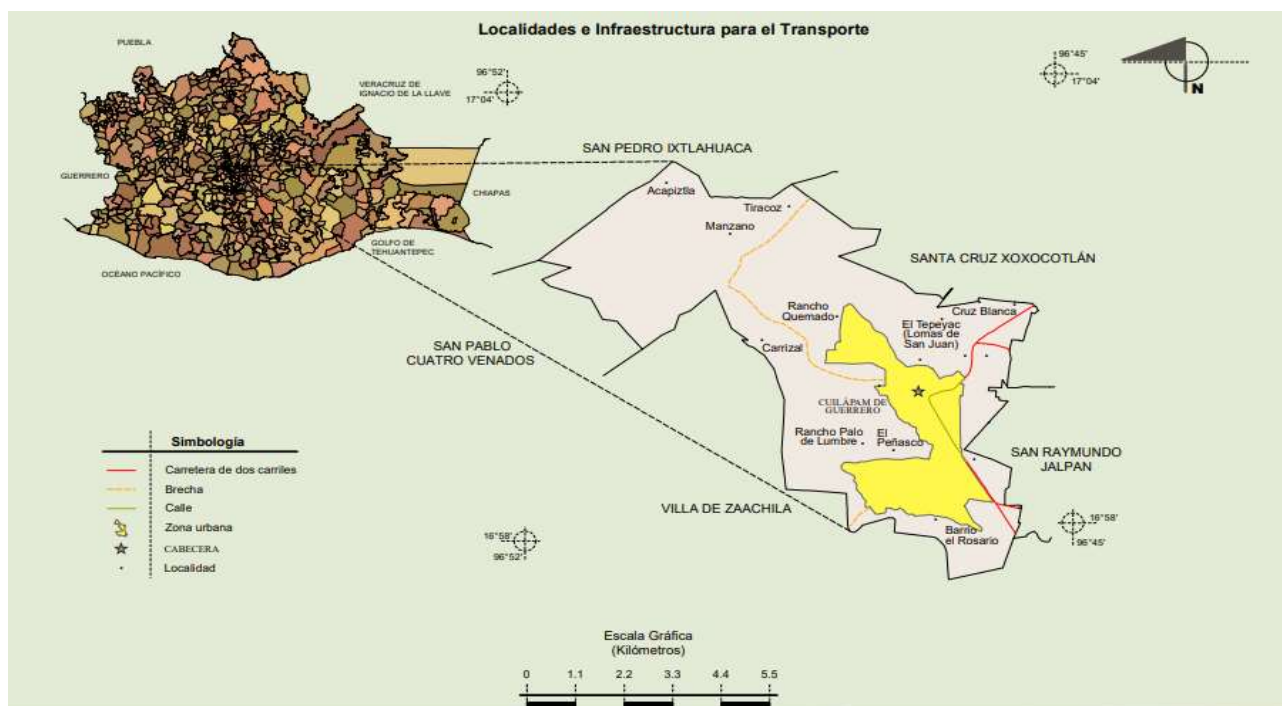 Localidades e Infraestructura para el Transporte
PUEBLA
VERACRUZ DE
IGNACIO DE LA LLAVE
GUERRERO
CHIAPAS
GOLFO DE
TEHUANTEPEC
OCÉANO PACÍFICO
96°52'
17°04'
96°45'
17°04'
N
SAN PEDRO IXTLAHUACA
Acapiztla
Tiracoz
Manzano
SANTA CRUZ XOXOCOTLÁN
Rancho
Quemado
Cruz Blanca
El Tepeyac
(Lomas de
San Juan)
Carrizal
SAN PABLO
CUATRO VENADOS
CUILÁPAM DE
GUERRERO
Rancho Palo
de Lumbre
El
Peñasco
SAN RAYMUNDO
JALPAN
VILLA DE ZAACHILA
Barrio
el Rosario
16°58'
96°52'
16°58'
96°45'
Simbología
Carretera de dos carriles
Brecha
Calle
Zona urbana
CABECERA
Localidad
Escala Gráfica
(Kilómetros)
0 1.1 2.2 3.3 4.4 5.5